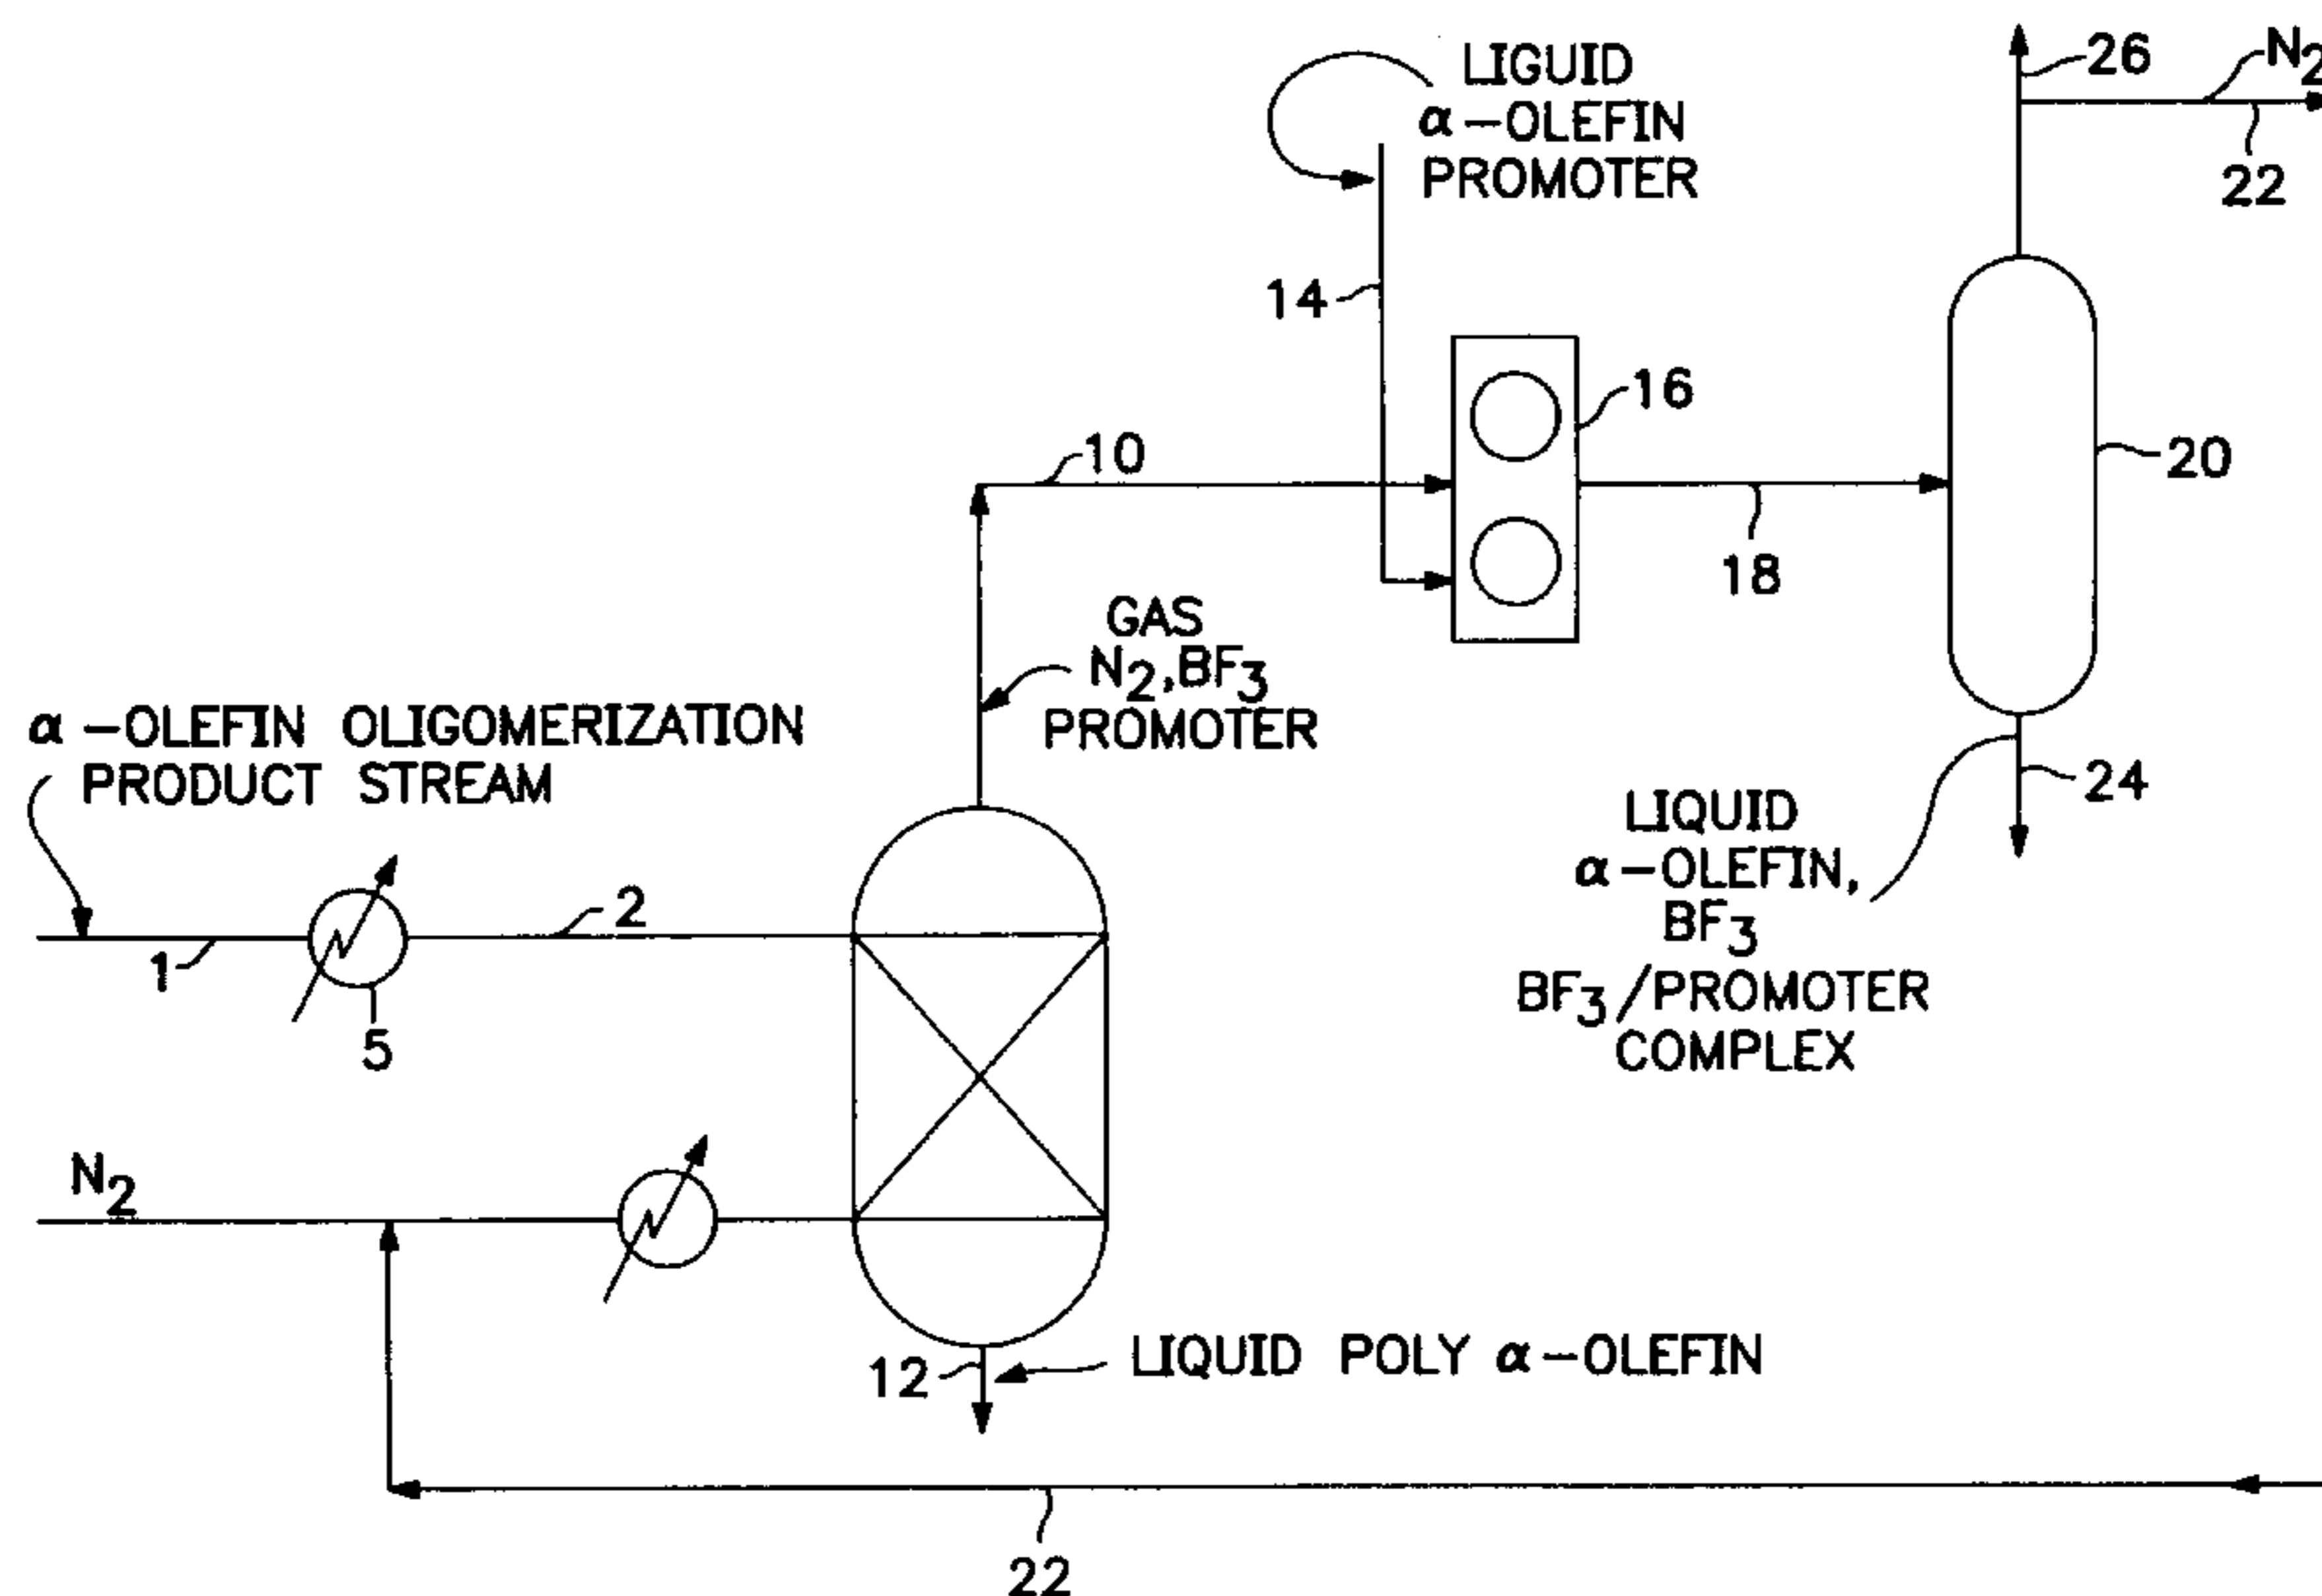 LIGUID
α-OLEFIN
PROMOTER
26
N2
22
14
16
10
20
18
GAS
N2,BF3
PROMOTER
α-OLEFIN OLIGOMERIZATION
PRODUCT STREAM
24
LIQUID
α-OLEFIN,
BF3
BF3/PROMOTER
COMPLEX
2
1
5
N2
12
LIQUID POLY α-OLEFIN
22